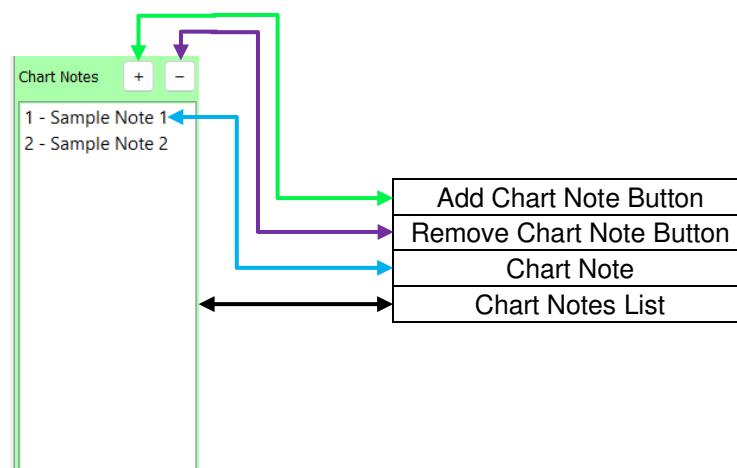 Chart Notes + −
1 - Sample Note 1
2 - Sample Note 2
Add Chart Note Button
Remove Chart Note Button
Chart Note
Chart Notes List